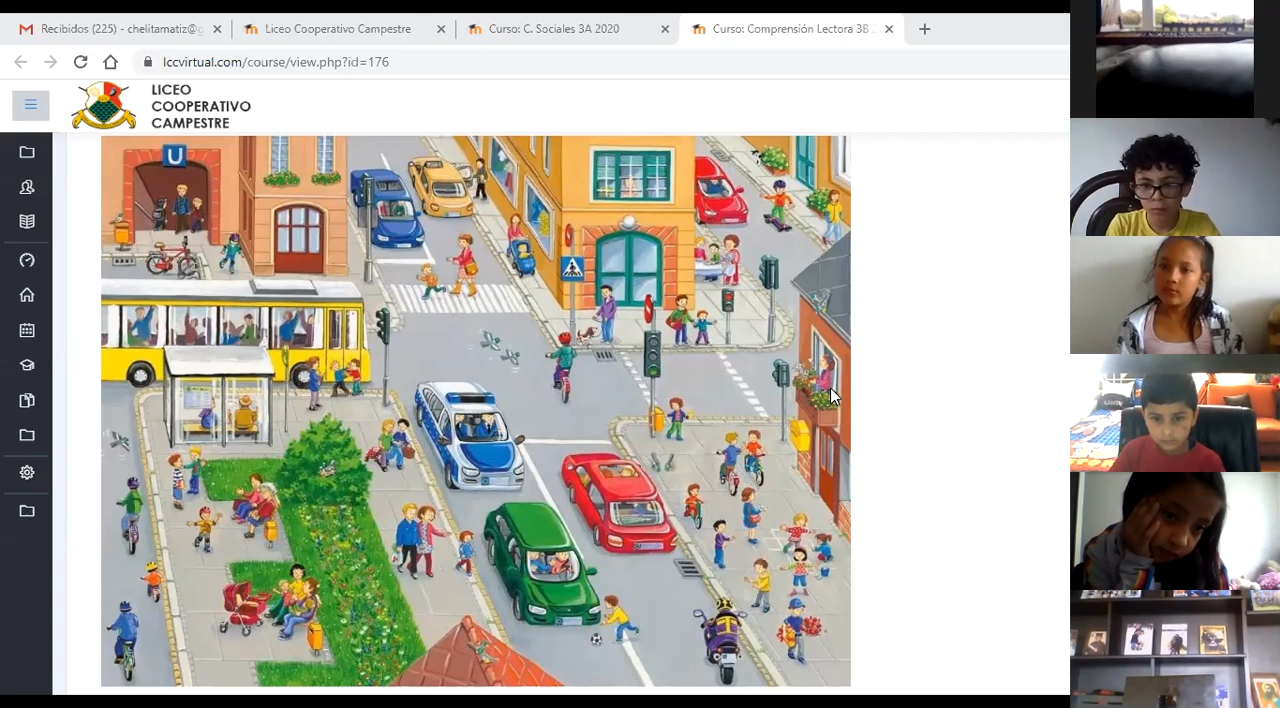 Recibidos (225) - chelitamatiz@g
Liceo Cooperativo Campestre
Curso: C. Sociales 3A 2020
Curso: Comprensión Lectora 3B
lccvirtual.com/course/view.php?id=176
LICEO
COOPERATIVO
CAMPESTRE
U